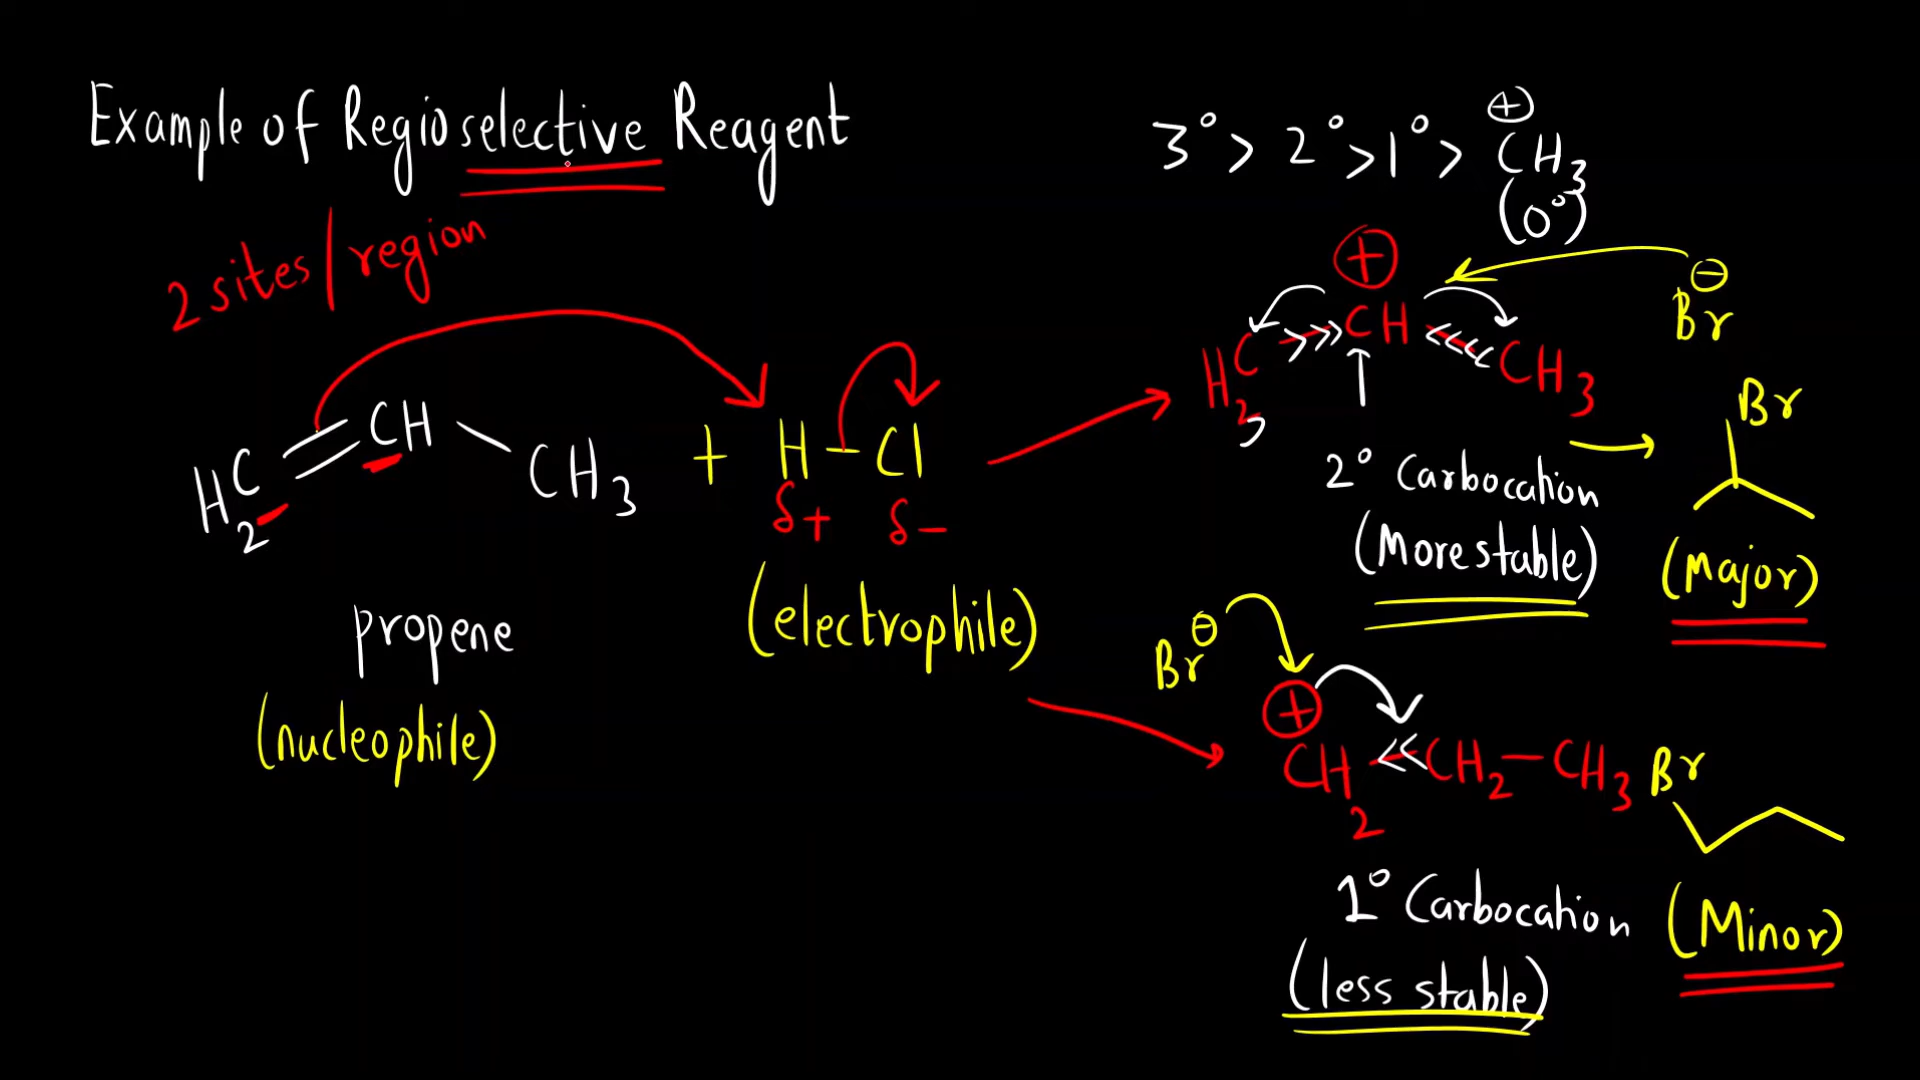 Example of Regioselective Reagent
3° > 2° > 1° > ⊕CH3
(0°)
2 sites/region
⊕
⊖
Br
H3C >>> CH <<<< CH3
Br
H2C = CH - CH3 + H - Cl
δ+ δ-
2° Carbocation
(More stable)
(Major)
(electrophile)
propene
(nucleophile)
Br⊖
⊕
CH2 << CH2 - CH3
Br
1° Carbocation
(Minor)
(less stable)